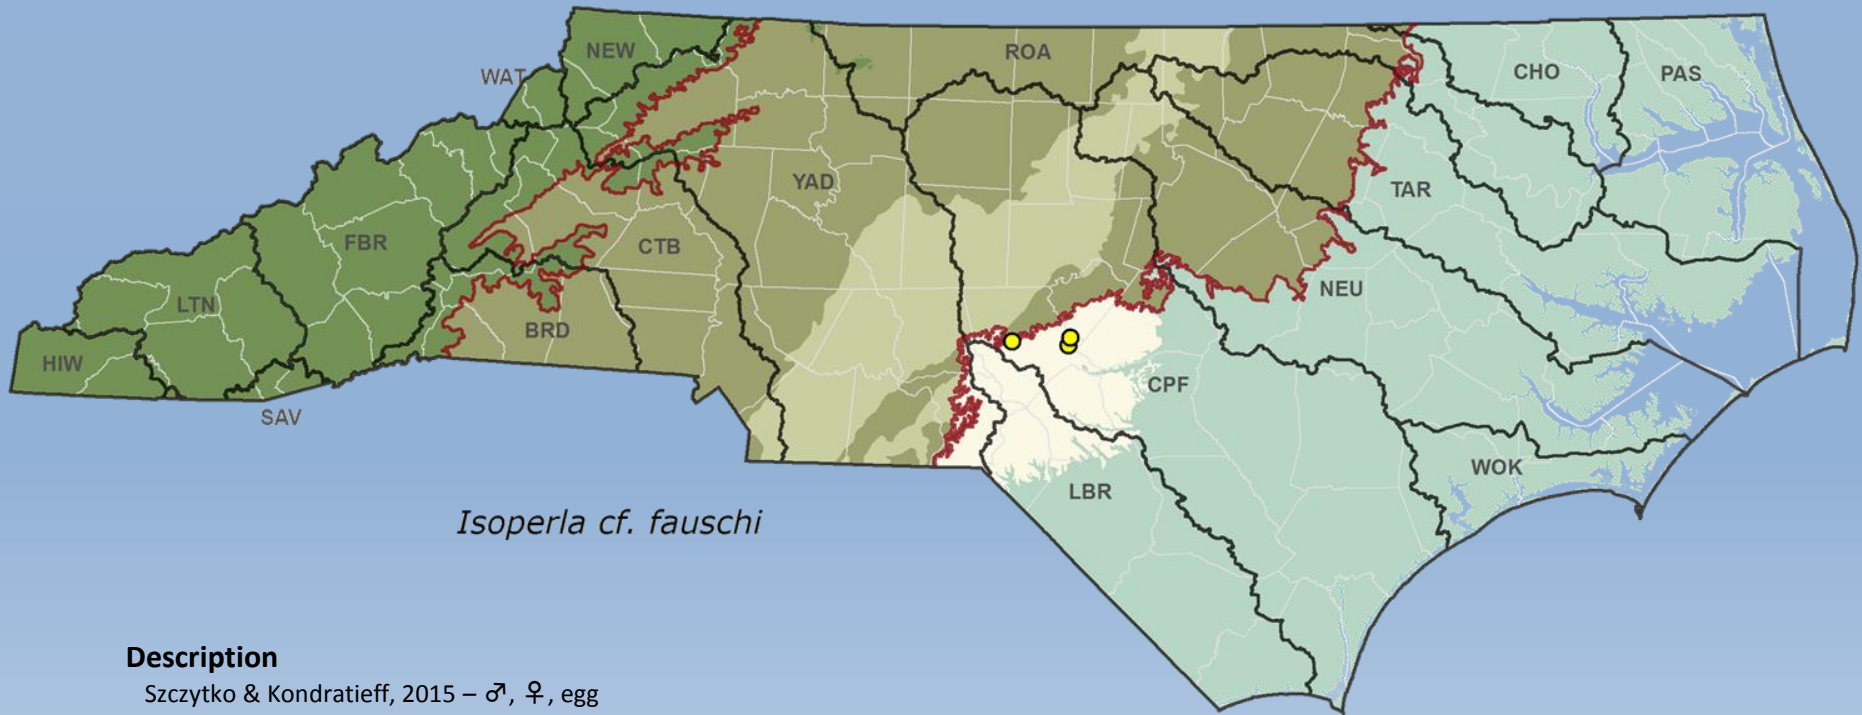 NEW
WAT
ROA
CHO
PAS
YAD
TAR
FBR
CTB
LTN
NEU
BRD
HIW
CPF
SAV
WOK
LBR
Isoperla cf. fauschi
Description
Szczytko & Kondratieff, 2015 – ♂, ♀, egg